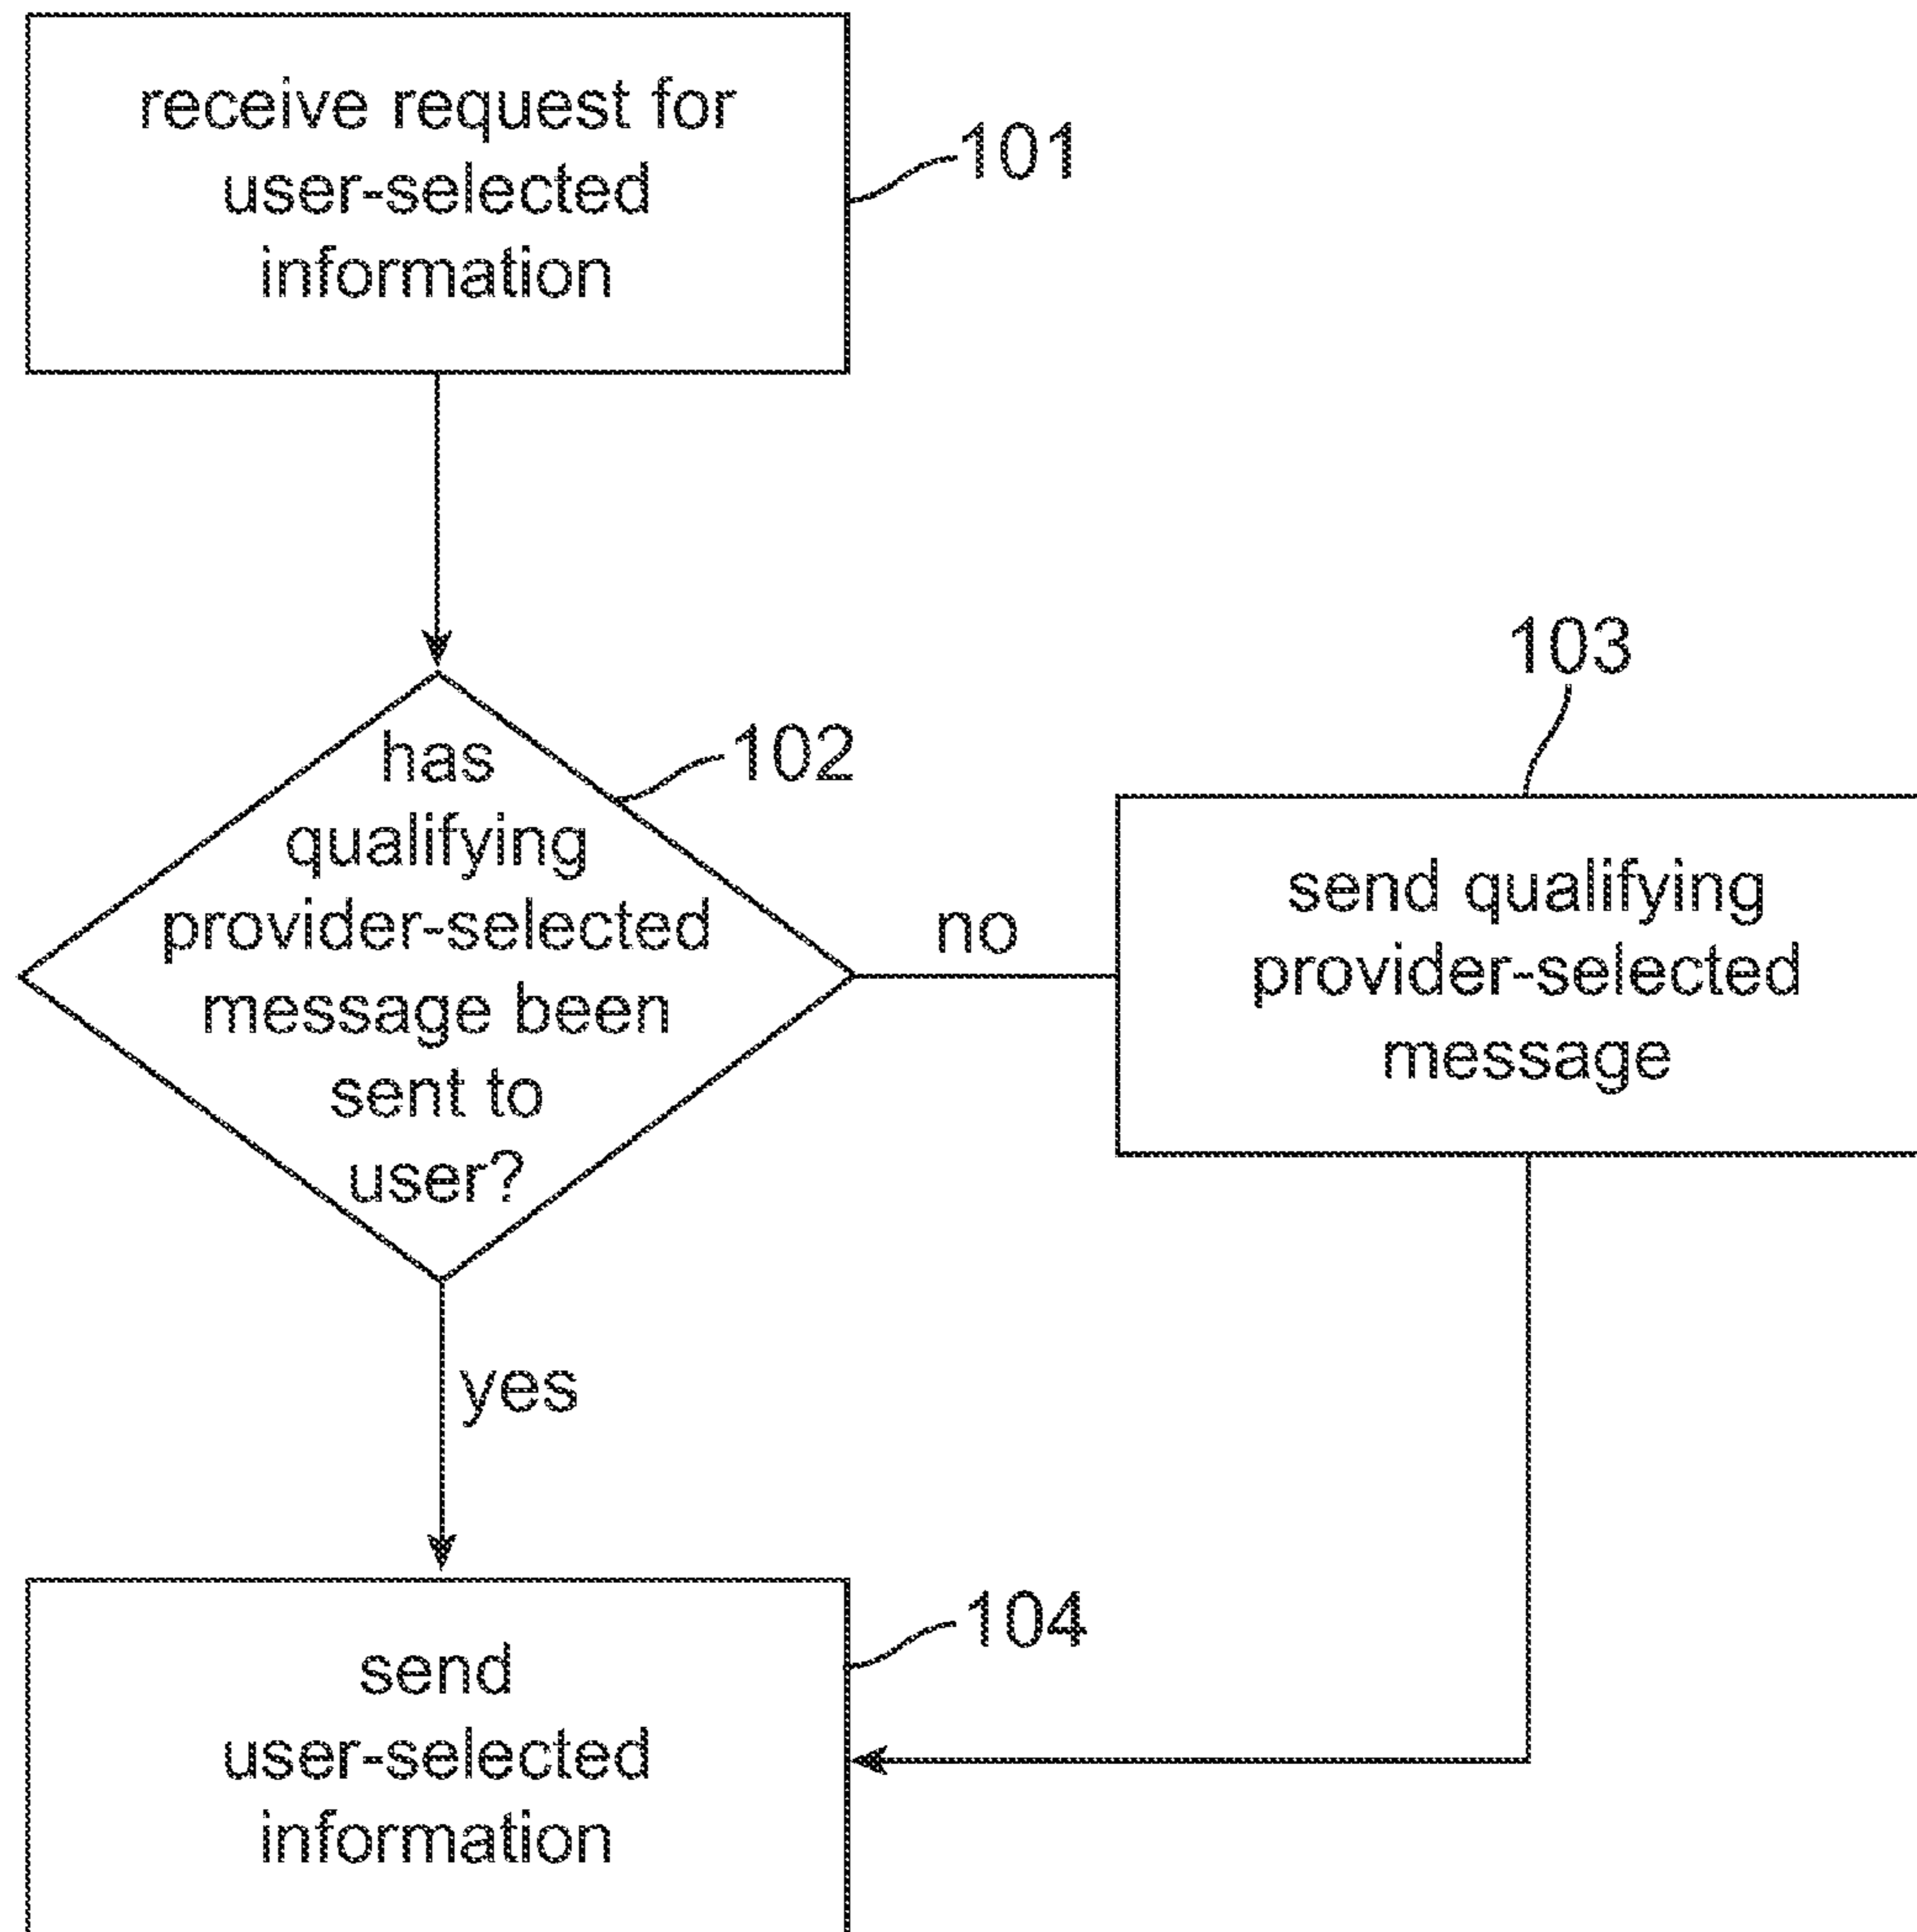 receive request for
user-selected
information
101
has
qualifying
provider-selected
message been
sent to
user?
102
no
103
send qualifying
provider-selected
message
yes
send
user-selected
information
104